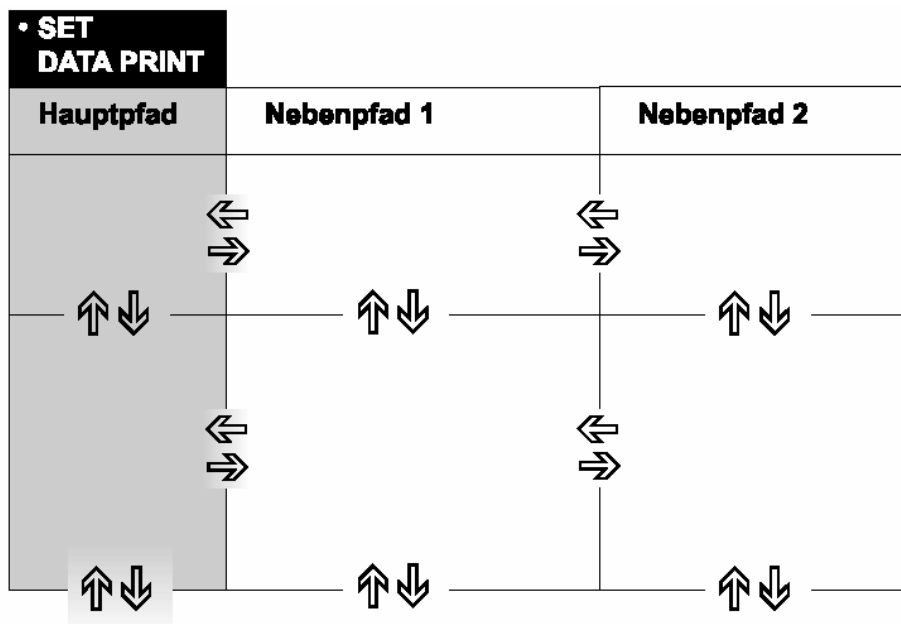 • SET
DATA PRINT
Hauptpfad
Nebenpfad 1
Nebenpfad 2